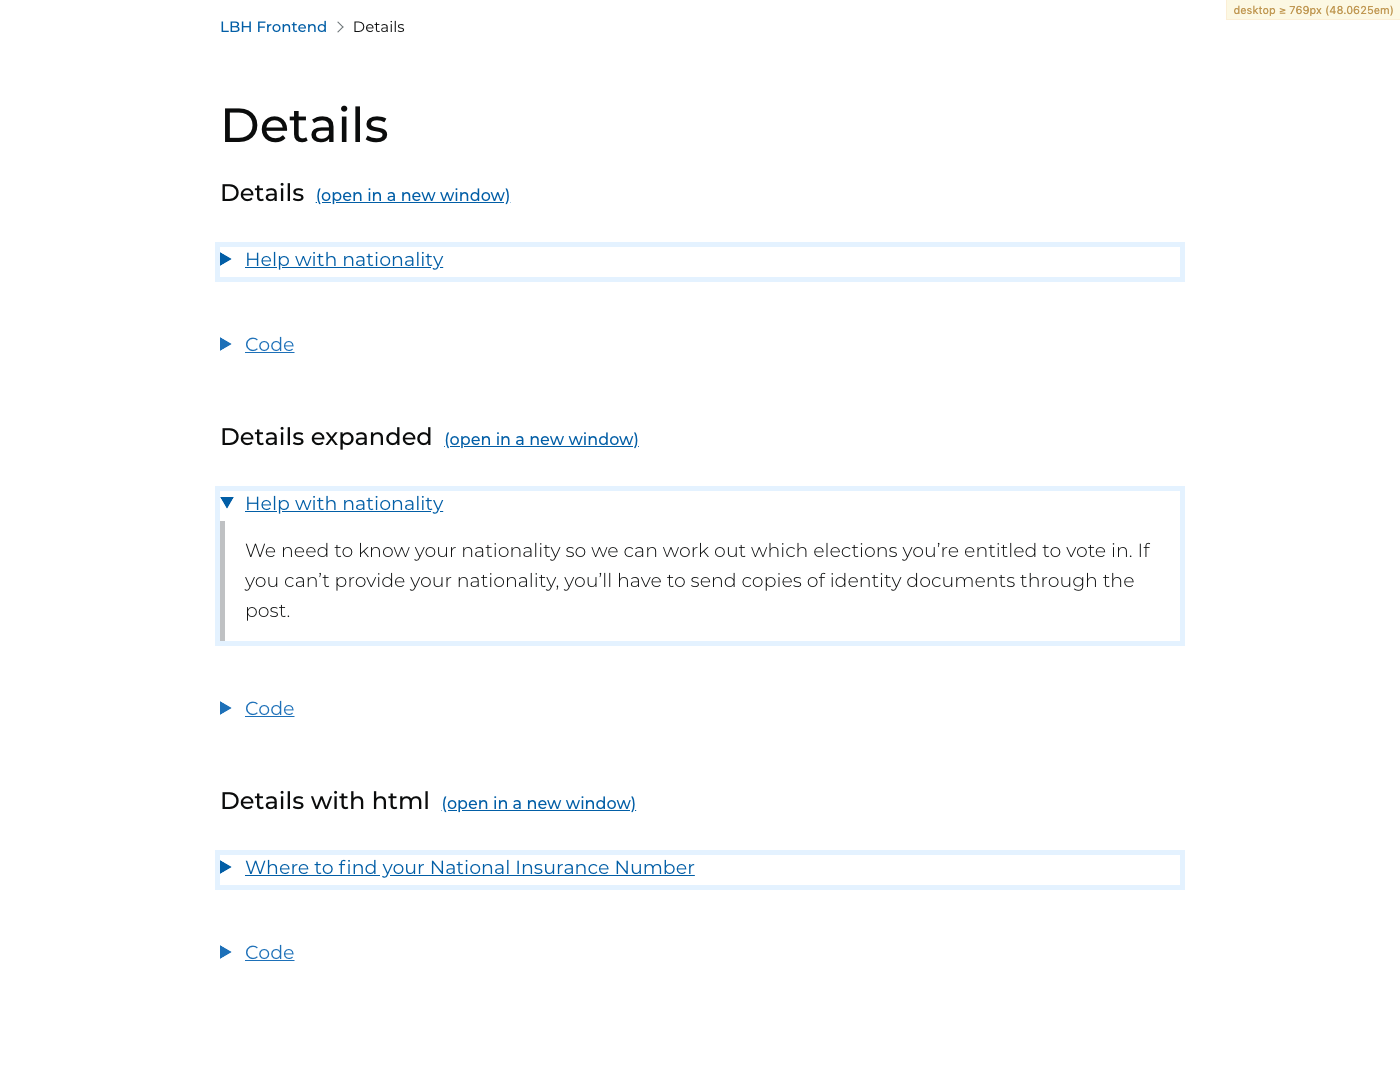 desktop ≥ 769px (48.0625em)
LBH Frontend > Details
Details
Details (open in a new window)
Help with nationality
Code
Details expanded (open in a new window)
Help with nationality
We need to know your nationality so we can work out which elections you’re entitled to vote in. If
you can’t provide your nationality, you’ll have to send copies of identity documents through the
post.
Code
Details with html (open in a new window)
Where to find your National Insurance Number
Code